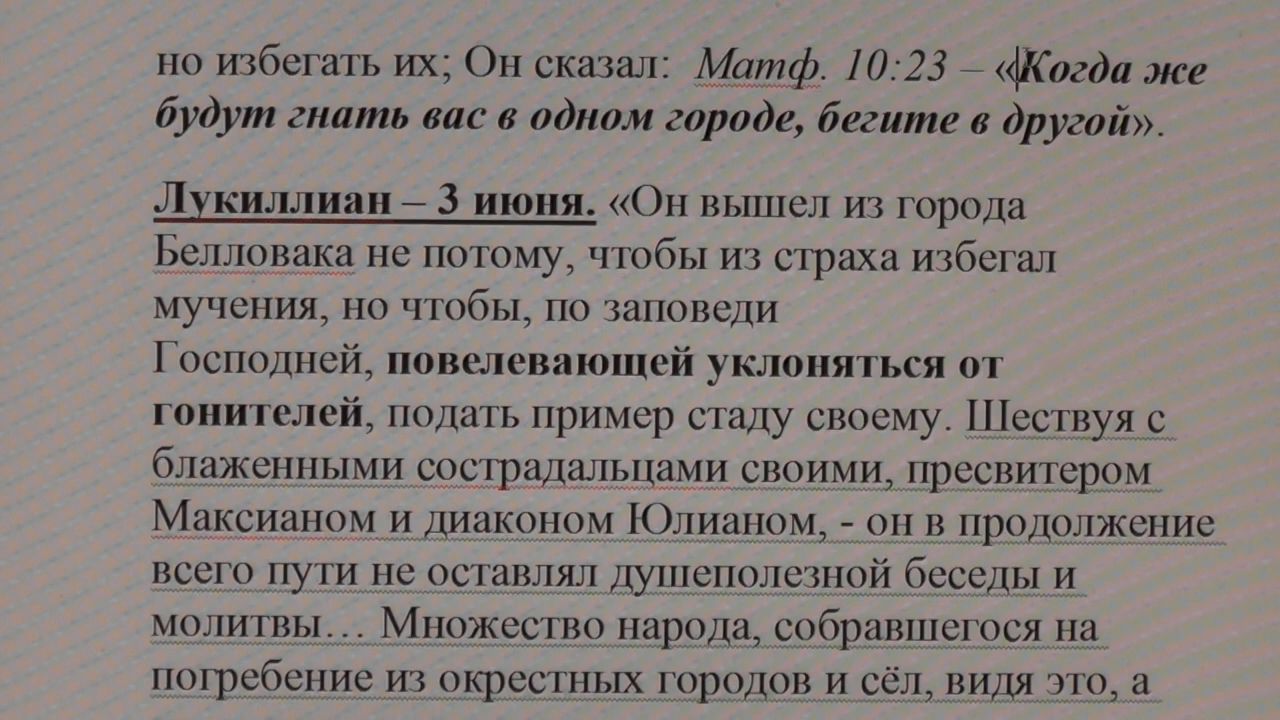 но избегать их; Он сказал: Матф. 10:23 – «Когда же
будут гнать вас в одном городе, бегите в другой».
Лукиллиан – 3 июня. «Он вышел из города
Белловака не потому, чтобы из страха избегал
мучения, но чтобы, по заповеди
Господней, повелевающей уклоняться от
гонителей, подать пример стаду своему. Шествуя с
блаженными сострадальцами своими, пресвитером
Максианом и диаконом Юлианом, - он в продолжение
всего пути не оставлял душеполезной беседы и
молитвы… Множество народа, собравшегося на
погребение из окрестных городов и сёл, видя это, а